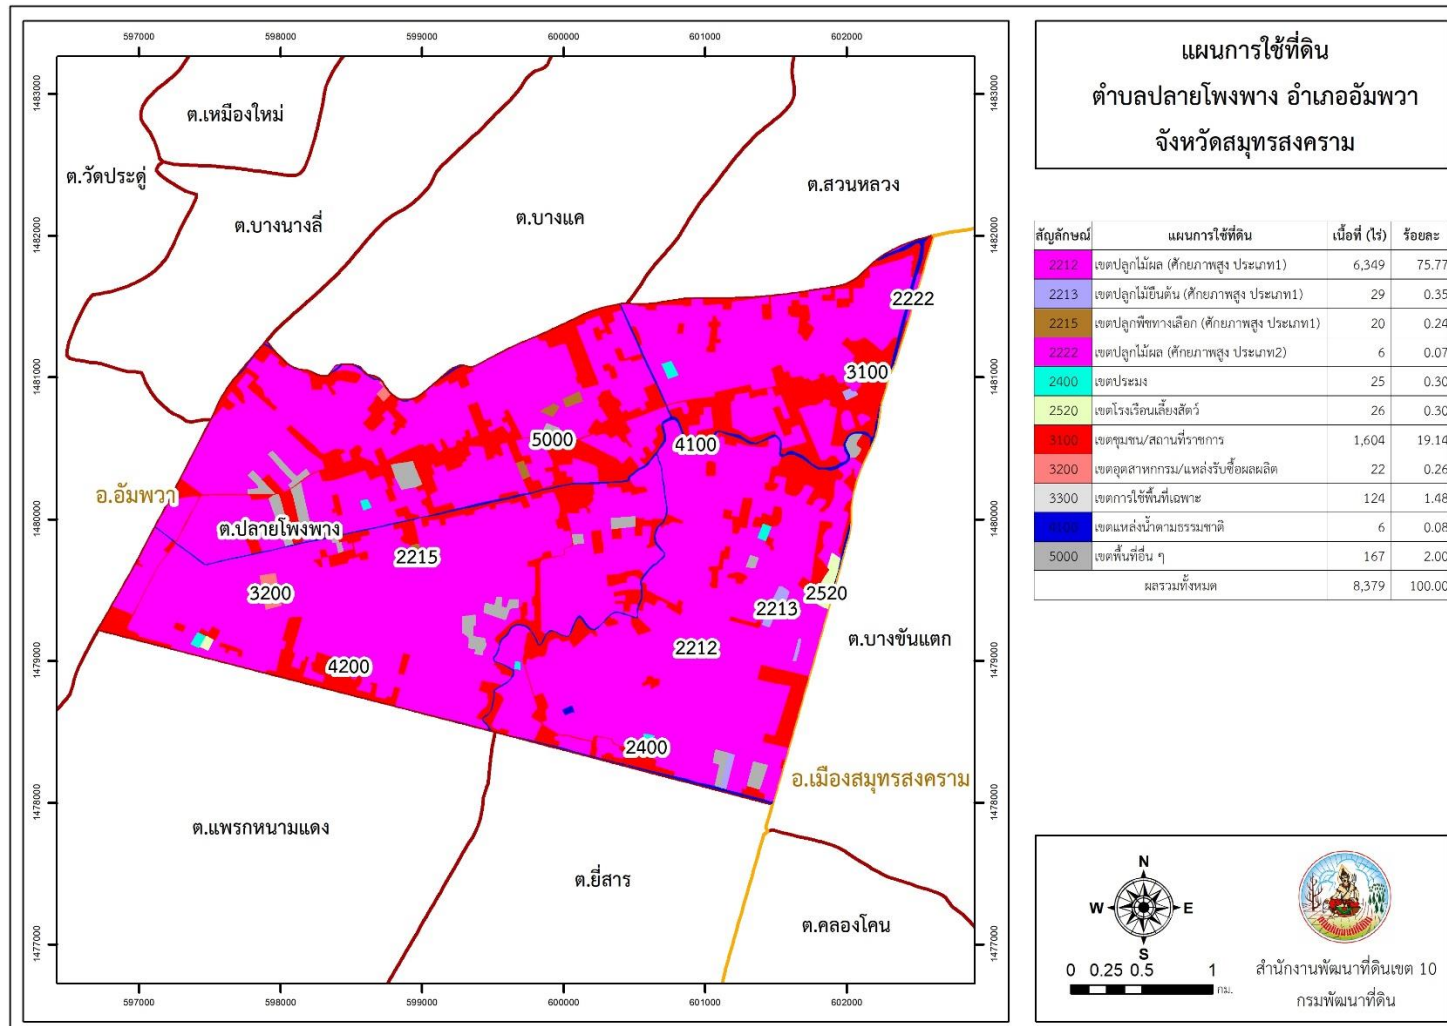 แผนการใช้ที่ดิน
ตำบลปลายโพงพาง อำเภออัมพวา
จังหวัดสมุทรสงคราม
597000 598000 599000 600000 601000 602000
1483000 1483000
ต.เหมืองใหม่
ต.วัดประดู่
ต.สวนหลวง
ต.บางนางลี่
ต.บางแค
1482000 1482000
2222
1481000 1481000
3100
5000
4100
อ.อัมพวา
1480000 1480000
ต.ปลายโพงพาง
2215
3200
2520
2213
ต.บางขันแตก
2212
1479000 1479000
4200
2400
อ.เมืองสมุทรสงคราม
1478000 1478000
ต.แพรกหนามแดง
ต.ยี่สาร
ต.คลองโคน
1477000 1477000
597000 598000 599000 600000 601000 602000
สัญลักษณ์ แผนการใช้ที่ดิน เนื้อที่ (ไร่) ร้อยละ
2212 เขตปลูกไม้ผล (ศักยภาพสูง ประเภท1) 6,349 75.77
2213 เขตปลูกไม้ยืนต้น (ศักยภาพสูง ประเภท1) 29 0.35
2215 เขตปลูกพืชทางเลือก (ศักยภาพสูง ประเภท1) 20 0.24
2222 เขตปลูกไม้ผล (ศักยภาพสูง ประเภท2) 6 0.07
2400 เขตประมง 25 0.30
2520 เขตโรงเรือนเลี้ยงสัตว์ 26 0.30
3100 เขตชุมชน/สถานที่ราชการ 1,604 19.14
3200 เขตอุตสาหกรรม/แหล่งรับซื้อผลผลิต 22 0.26
3300 เขตการใช้พื้นที่เฉพาะ 124 1.48
เขตแหล่งน้ำตามธรรมชาติ 6 0.08
5000 เขตพื้นที่อื่น ๆ 167 2.00
ผลรวมทั้งหมด 8,379 100.00
N
W E
S
0 0.25 0.5 1
กม.
สำนักงานพัฒนาที่ดินเขต 10
กรมพัฒนาที่ดิน